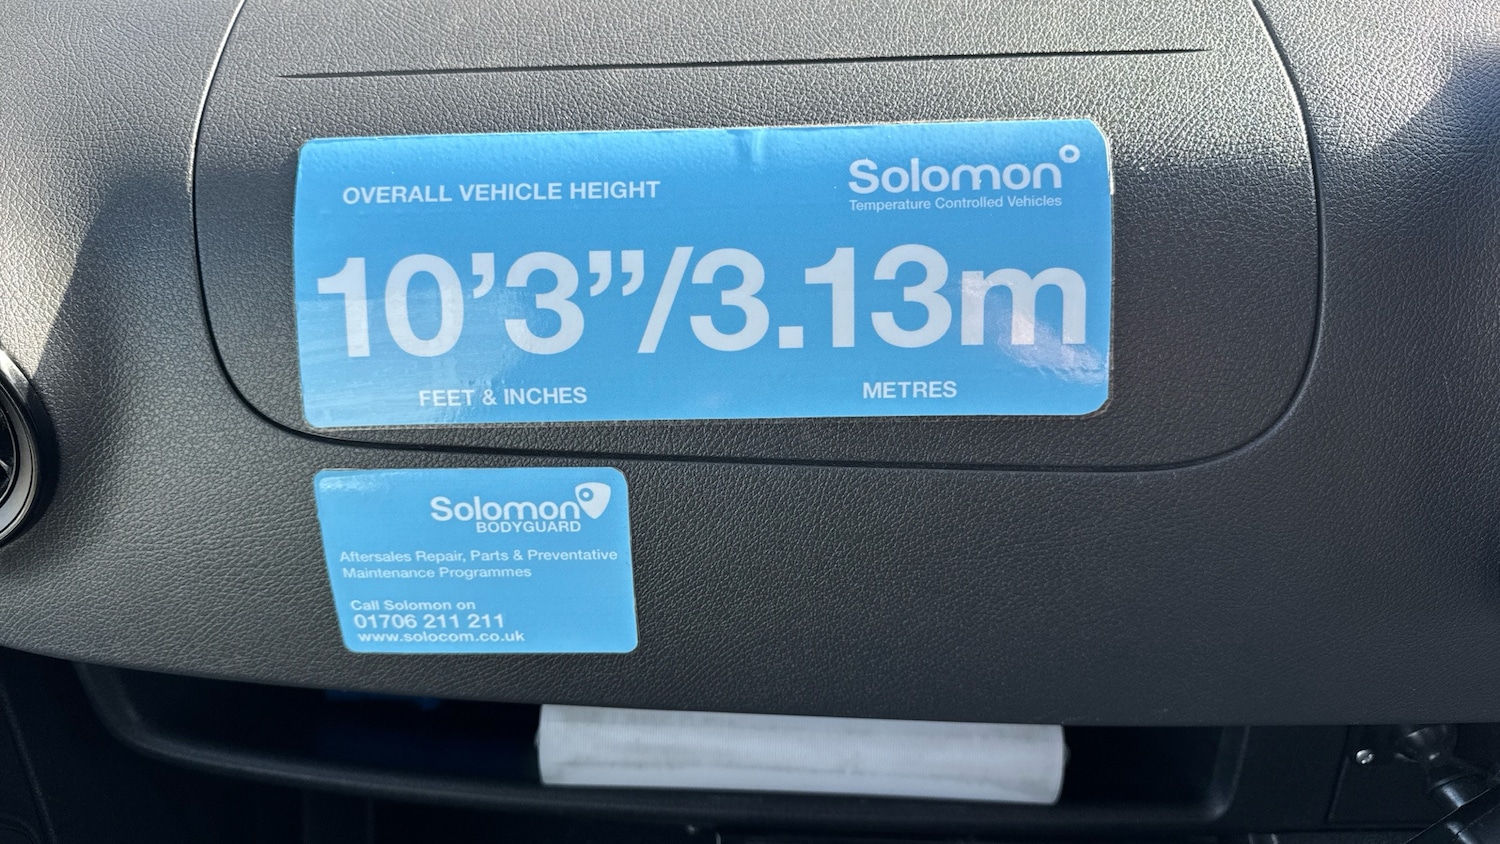 OVERALL VEHICLE HEIGHT
Solomon°
Temperature Controlled Vehicles
10’3”/3.13m
FEET & INCHES
METRES
Solomon
BODYGUARD
Aftersales Repair, Parts & Preventative
Maintenance Programmes
Call Solomon on
01706 211 211
www.solocom.co.uk